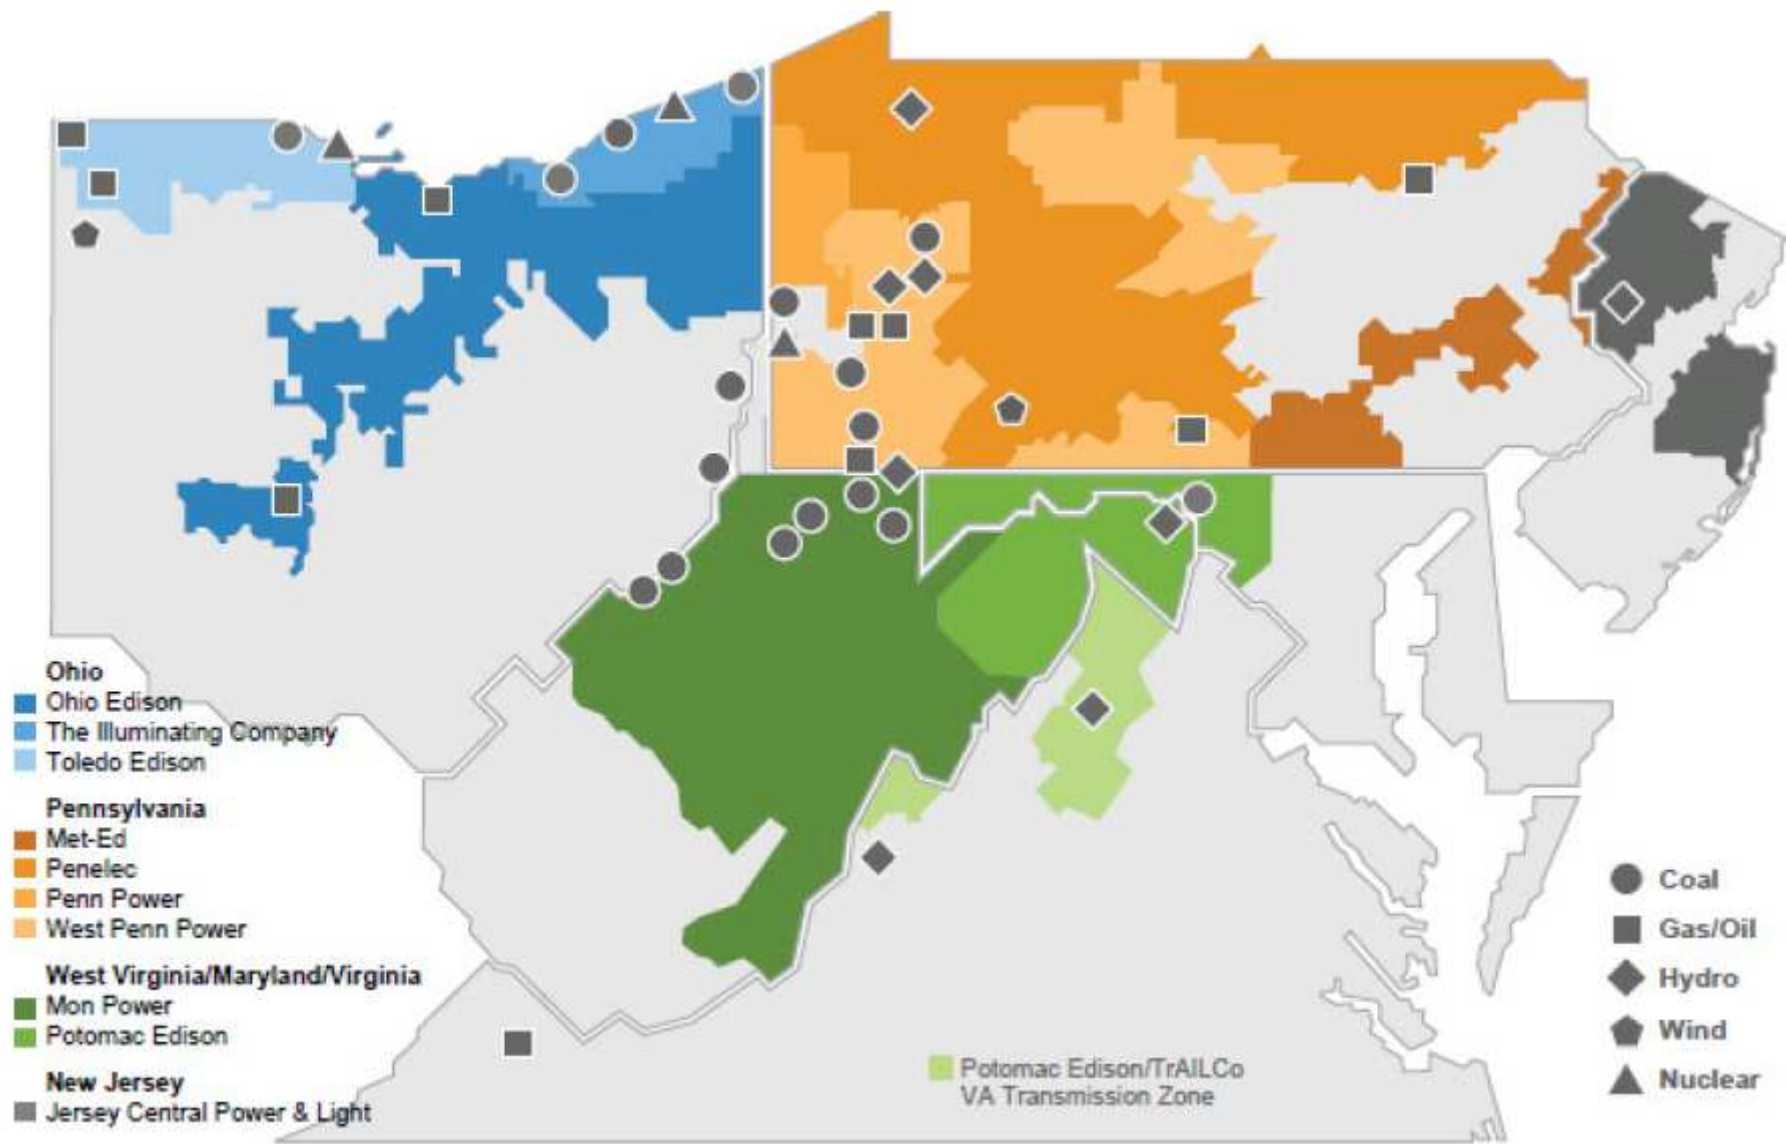 Ohio
Ohio Edison
The Illuminating Company
Toledo Edison
Pennsylvania
Met-Ed
Penelec
Penn Power
West Penn Power
West Virginia/Maryland/Virginia
Mon Power
Potomac Edison
New Jersey
Jersey Central Power & Light
Potomac Edison/TrAILCo
VA Transmission Zone
Coal
Gas/Oil
Hydro
Wind
Nuclear